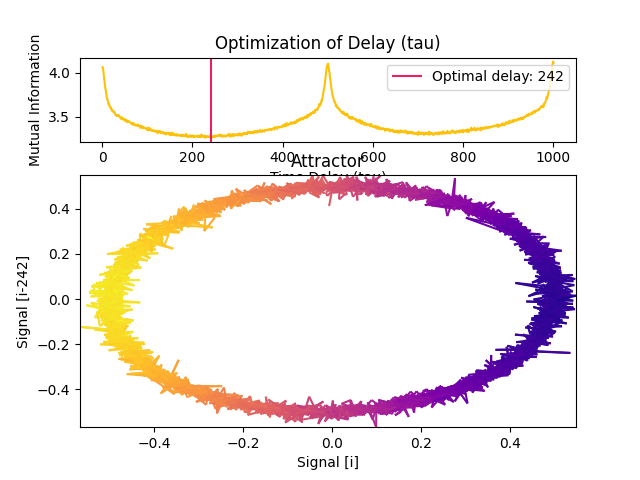 Optimization of Delay (tau)
Mutual Information
4.0
3.5
Optimal delay: 242
0 200 400 600 800 1000
Time Delay (tau)
Attractor
Signal [i-242]
0.4
0.2
0.0
−0.2
−0.4
−0.4 −0.2 0.0 0.2 0.4
Signal [i]